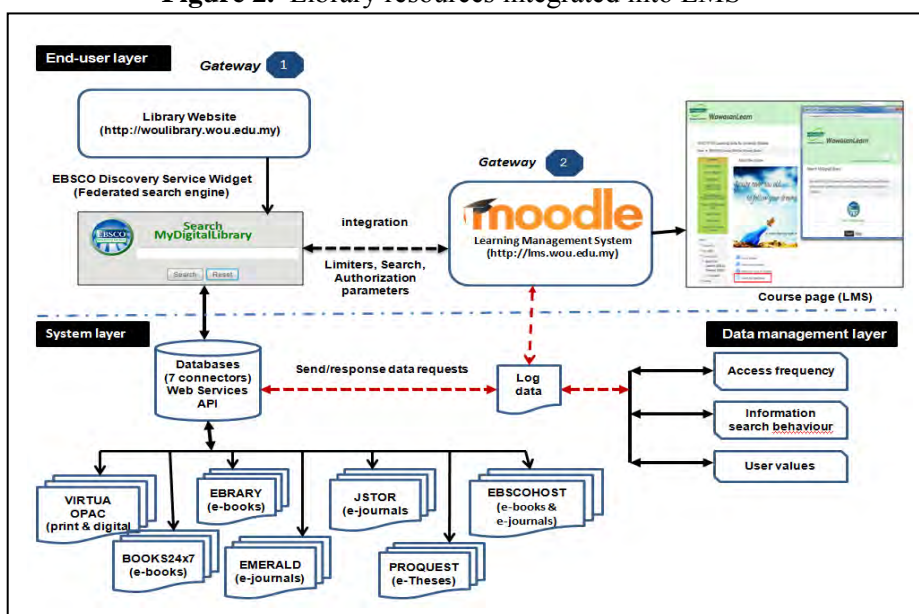 Figure 2. Library resources integrated into LMS
End-user layer
Gateway 1
Library Website
(http://woulibrary.wou.edu.my)
EBSCO Discovery Service Widget
(Federated search engine)
EBSCO
Search
MyDigitalLibrary
Search Reset
integration
Limiters, Search,
Authorization
parameters
Gateway 2
moodle
Learning Management System
(http://lms.wou.edu.my)
WawasanLearn
WawasanLearn
Course page (LMS)
System layer
Data management layer
Databases
(7 connectors)
Web Services
API
Send/response data requests
Log
data
Access frequency
Information
search behaviour
User values
VIRTUA
OPAC
(print & digital
EBRARY
(e-books)
JSTOR
(e-journals)
EBSCOHOST
(e-books &
e-journals)
BOOKS24x7
(e-books)
EMERALD
(e-journals)
PROQUEST
(e-Theses)